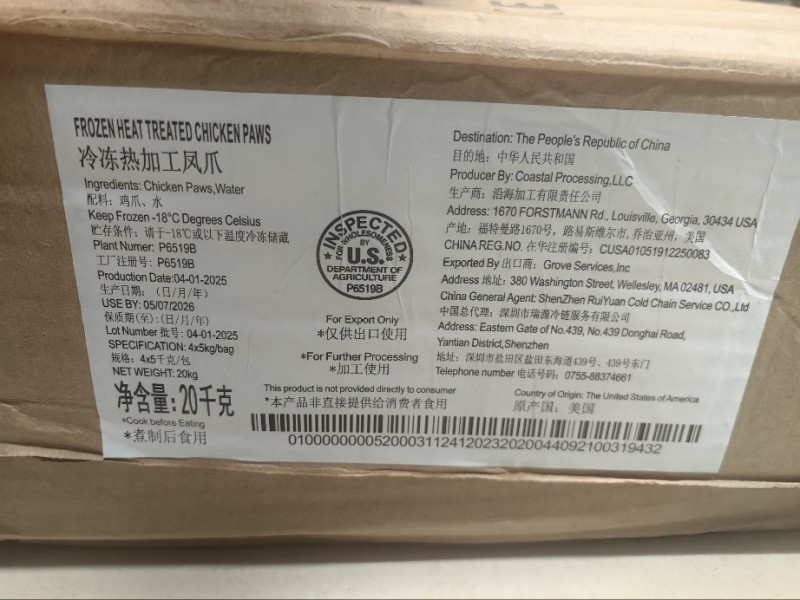 FROZEN HEAT TREATED CHICKEN PAWS
冷冻热加工凤爪
Ingredients: Chicken Paws,Water
配料: 鸡爪、水
Keep Frozen -18°C Degrees Celsius
贮存条件: 请于-18℃或以下温度冷冻储藏
Plant Numer: P6519B
工厂注册号: P6519B
Production Date:04-01-2025
生产日期: (日/月/年)
USE BY: 05/07/2026
保质期(至):(日/月/年)
Lot Number 批号: 04-01-2025
SPECIFICATION: 4x5kg/bag
规格: 4x5千克/包
NET WEIGHT: 20kg
净含量: 20千克
*Cook before Eating
*煮制后食用
INSPECTED
FOR WHOLESOMENESS
BY
U.S.
DEPARTMENT OF
AGRICULTURE
P6519B
For Export Only
*仅供出口使用
*For Further Processing
*加工使用
This product is not provided directly to consumer
*本产品非直接提供给消费者食用
Destination: The People's Republic of China
目的地: 中华人民共和国
Producer By: Coastal Processing,LLC
生产商: 沿海加工有限责任公司
Address: 1670 FORSTMANN Rd., Louisville, Georgia, 30434 USA
产地: 福特曼路1670号, 路易斯维尔市, 乔治亚州, 美国
CHINA REG.NO. 在华注册编号: CUSA01051912250083
Exported By 出口商: Grove Services,Inc
Address 地址: 380 Washington Street, Wellesley, MA 02481, USA
China General Agent: ShenZhen RuiYuan Cold Chain Service CO.,Ltd
中国总代理: 深圳市瑞源冷链服务有限公司
Address: Eastern Gate of No.439, No.439 Donghai Road,
Yantian District,Shenzhen
地址: 深圳市盐田区盐田东海道439号、439号东门
Telephone number 电话号码: 0755-88374661
Country of Origin: The United States of America
原产国: 美国
01000000005200031124120232020044092100319432